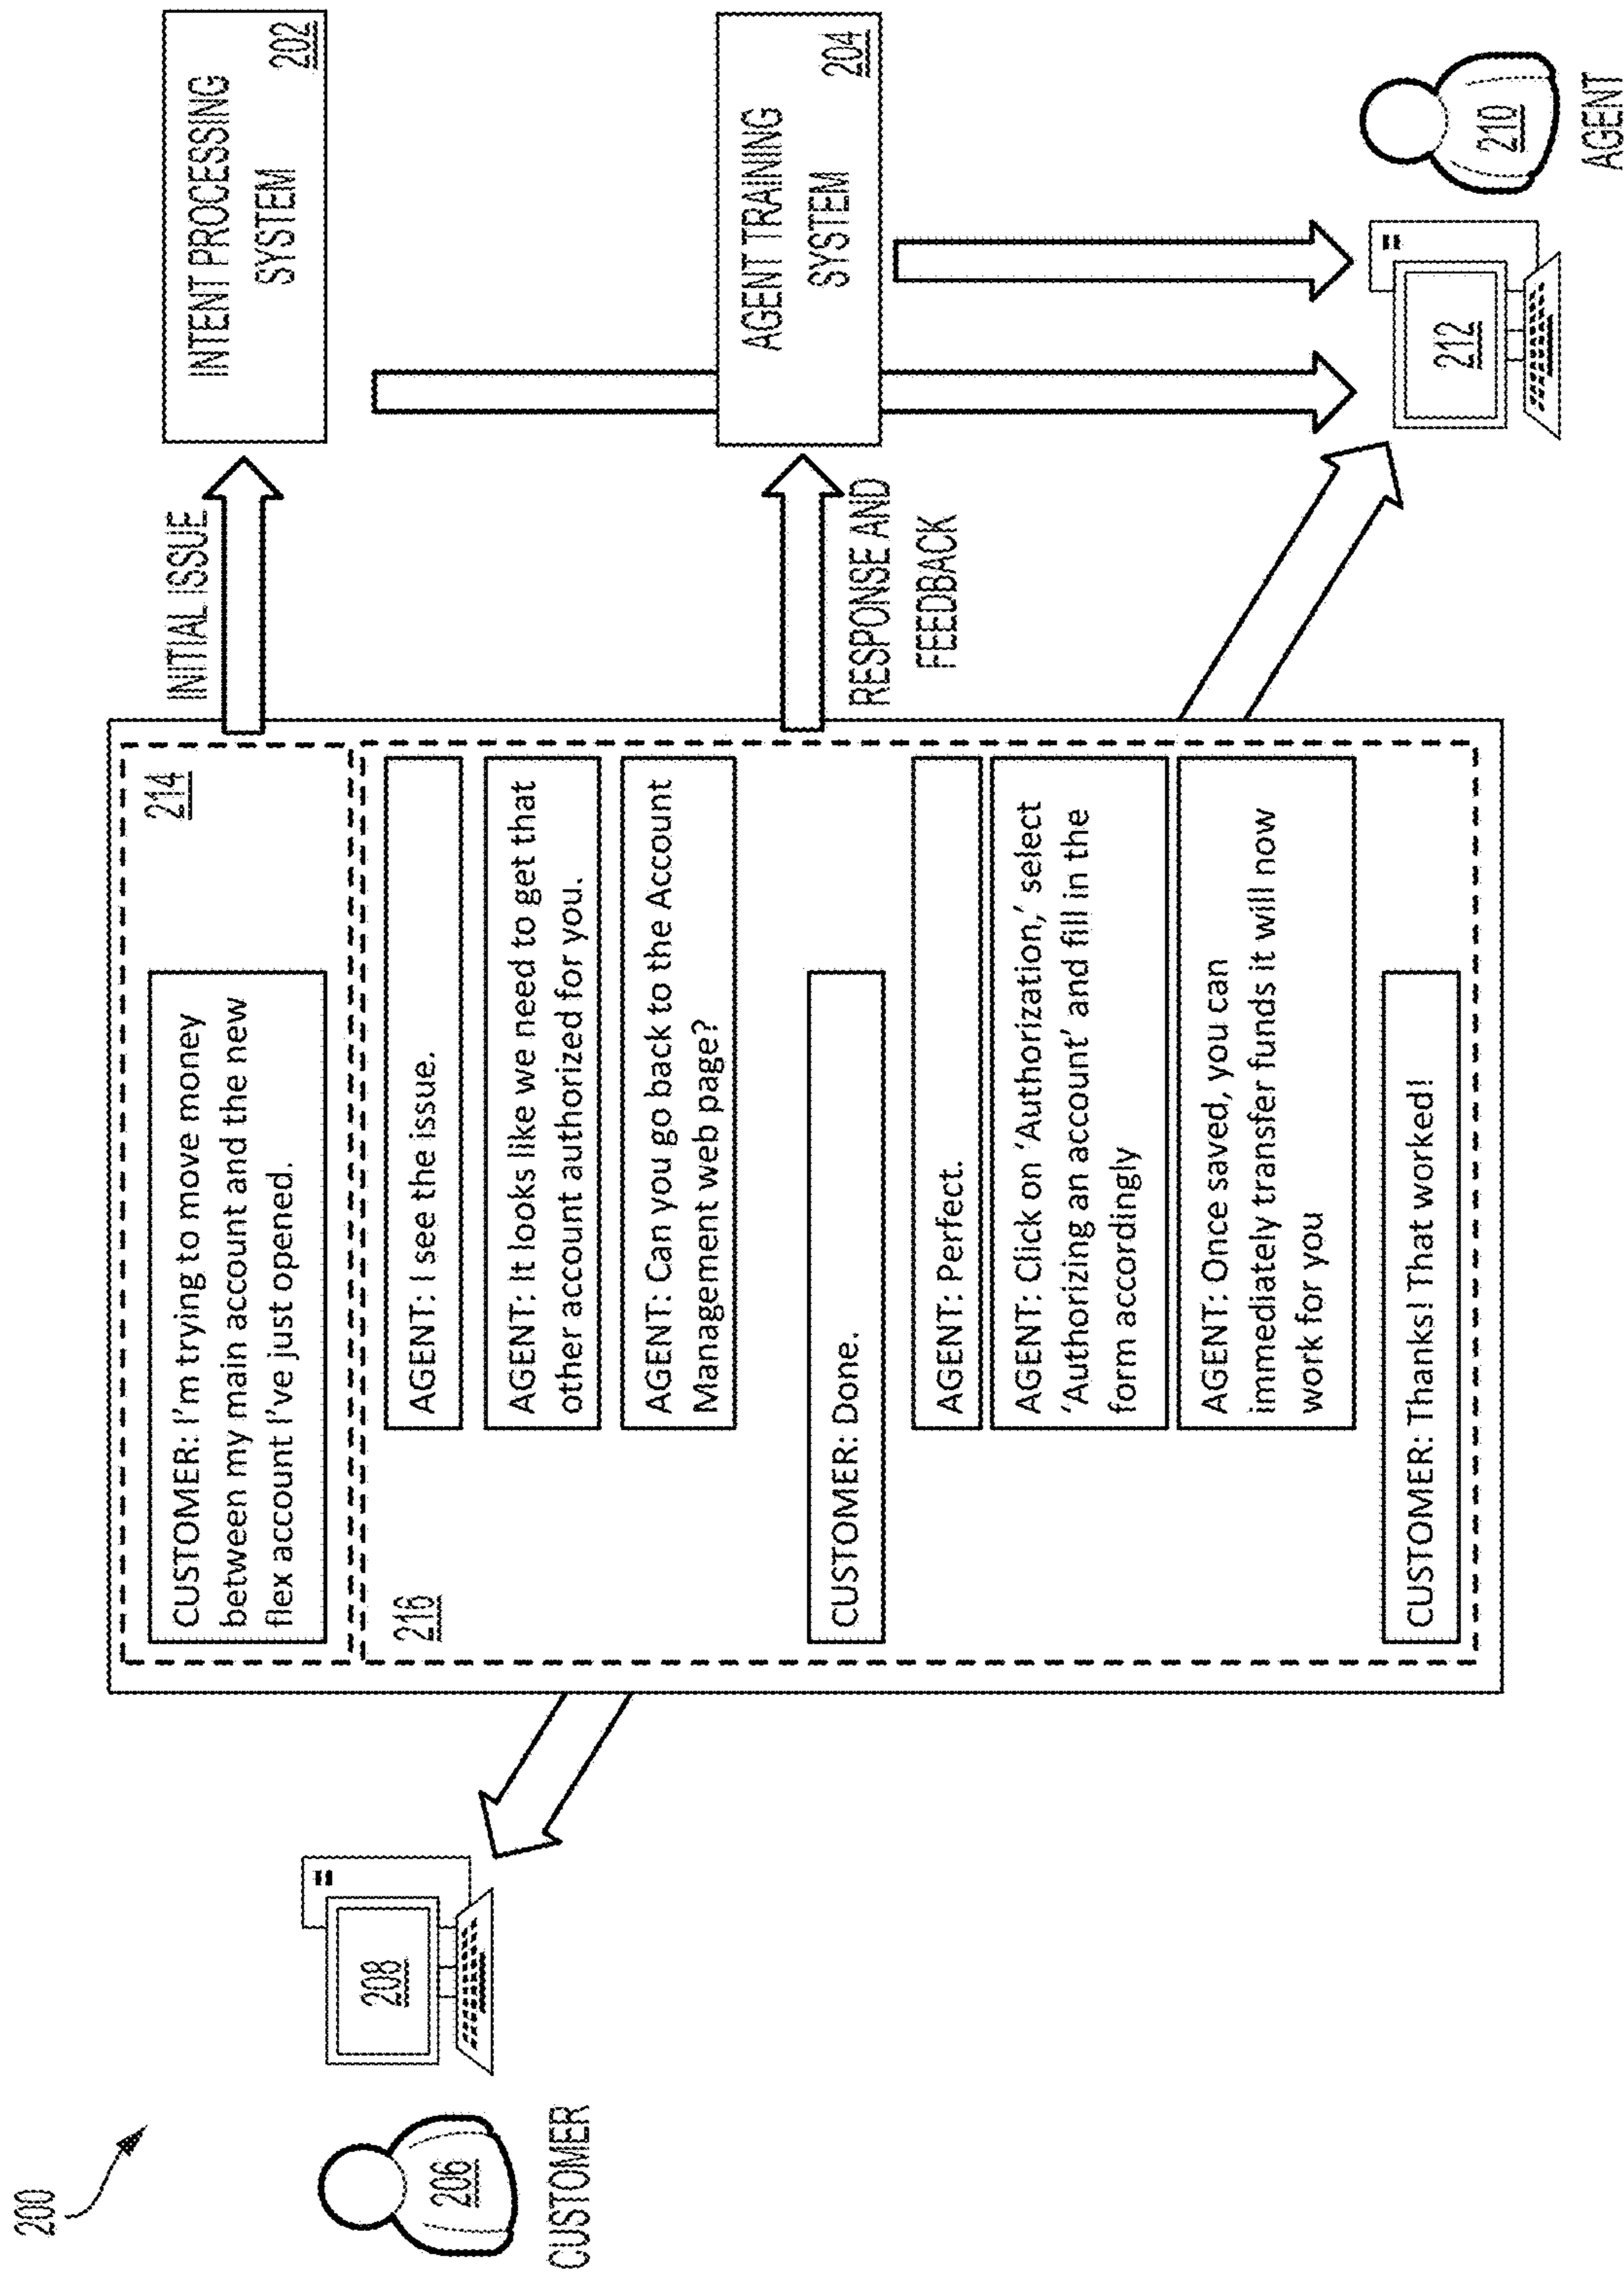 200
206
CUSTOMER
208
214
CUSTOMER: I'm trying to move money
between my main account and the new
flex account I've just opened.
216
AGENT: I see the issue.
AGENT: It looks like we need to get that
other account authorized for you.
AGENT: Can you go back to the Account
Management web page?
CUSTOMER: Done.
AGENT: Perfect.
AGENT: Click on 'Authorization,' select
'Authorizing an account' and fill in the
form accordingly
AGENT: Once saved, you can
immediately transfer funds it will now
work for you
CUSTOMER: Thanks! That worked!
INITIAL ISSUE
RESPONSE AND
FEEDBACK
INTENT PROCESSING
SYSTEM
202
AGENT TRAINING
SYSTEM
204
212
210
AGENT